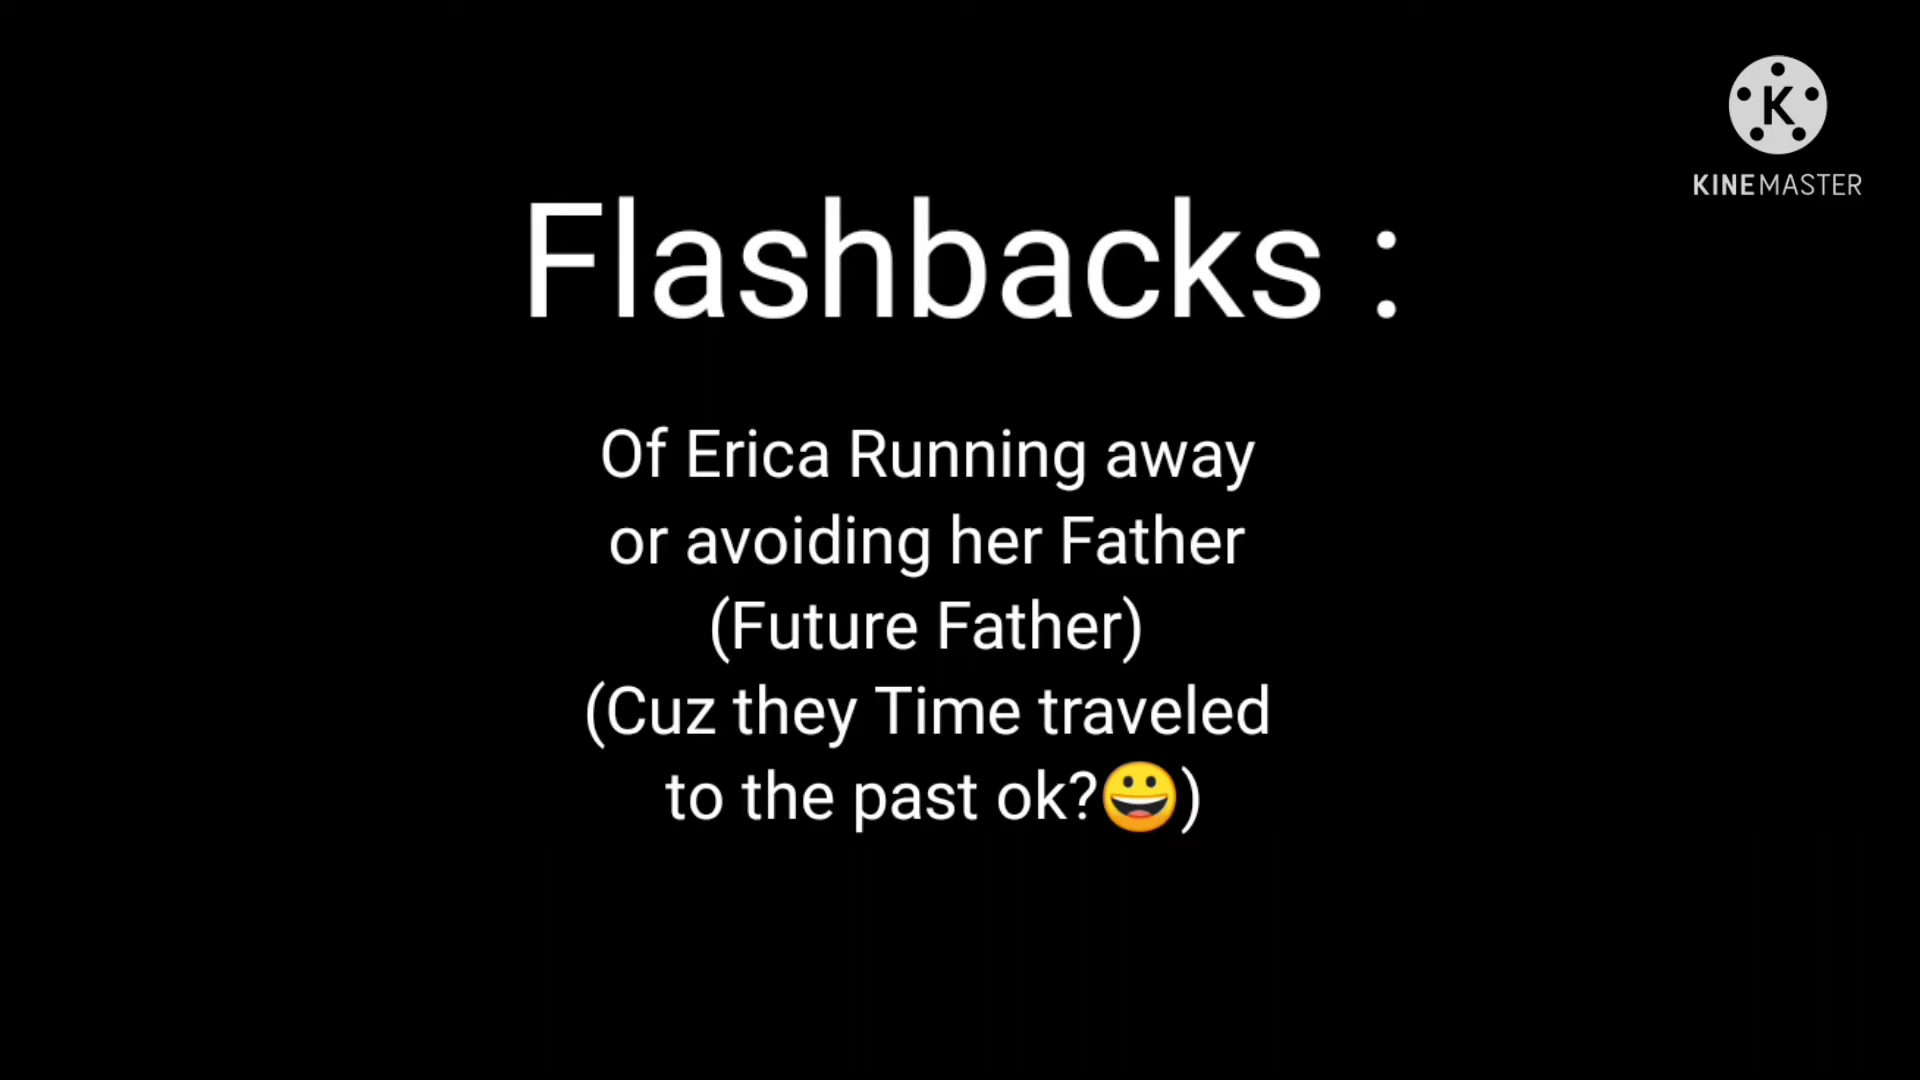 K
KINEMASTER
Flashbacks :
Of Erica Running away
or avoiding her Father
(Future Father)
(Cuz they Time traveled
to the past ok?😀)